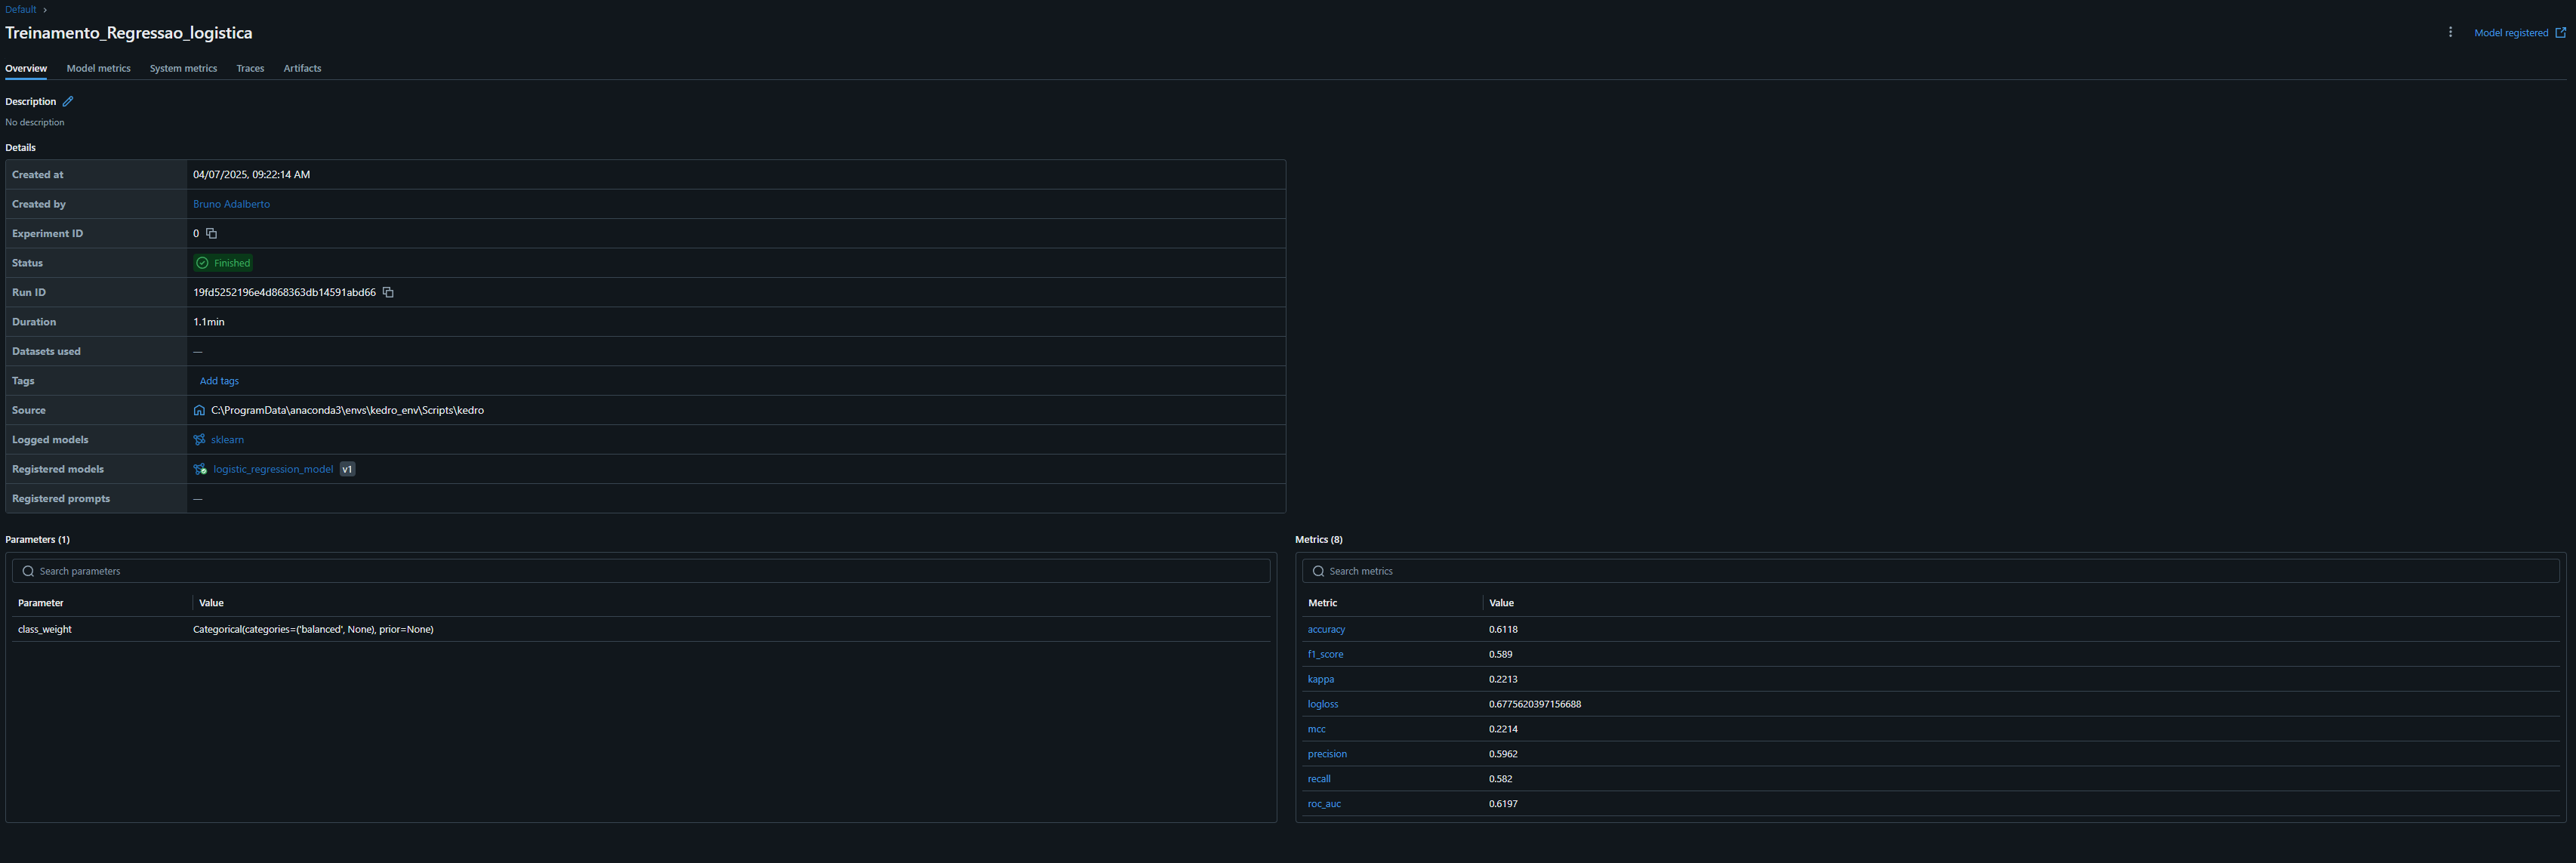 Default
Treinamento_Regressao_logistica
Model registered
Overview Model metrics System metrics Traces Artifacts
Description
No description
Details
Created at 04/07/2025, 09:22:14 AM
Created by Bruno Adalberto
Experiment ID 0
Status Finished
Run ID 19fd5252196e4d868363db14591abd66
Duration 1.1min
Datasets used —
Tags Add tags
Source C:\ProgramData\anaconda3\envs\kedro_env\Scripts\kedro
Logged models sklearn
Registered models logistic_regression_model v1
Registered prompts —
Parameters (1)
Search parameters
Parameter Value
class_weight Categorical(categories=('balanced', None), prior=None)
Metrics (8)
Search metrics
Metric Value
accuracy 0.6118
f1_score 0.589
kappa 0.2213
logloss 0.6775620397156688
mcc 0.2214
precision 0.5962
recall 0.582
roc_auc 0.6197